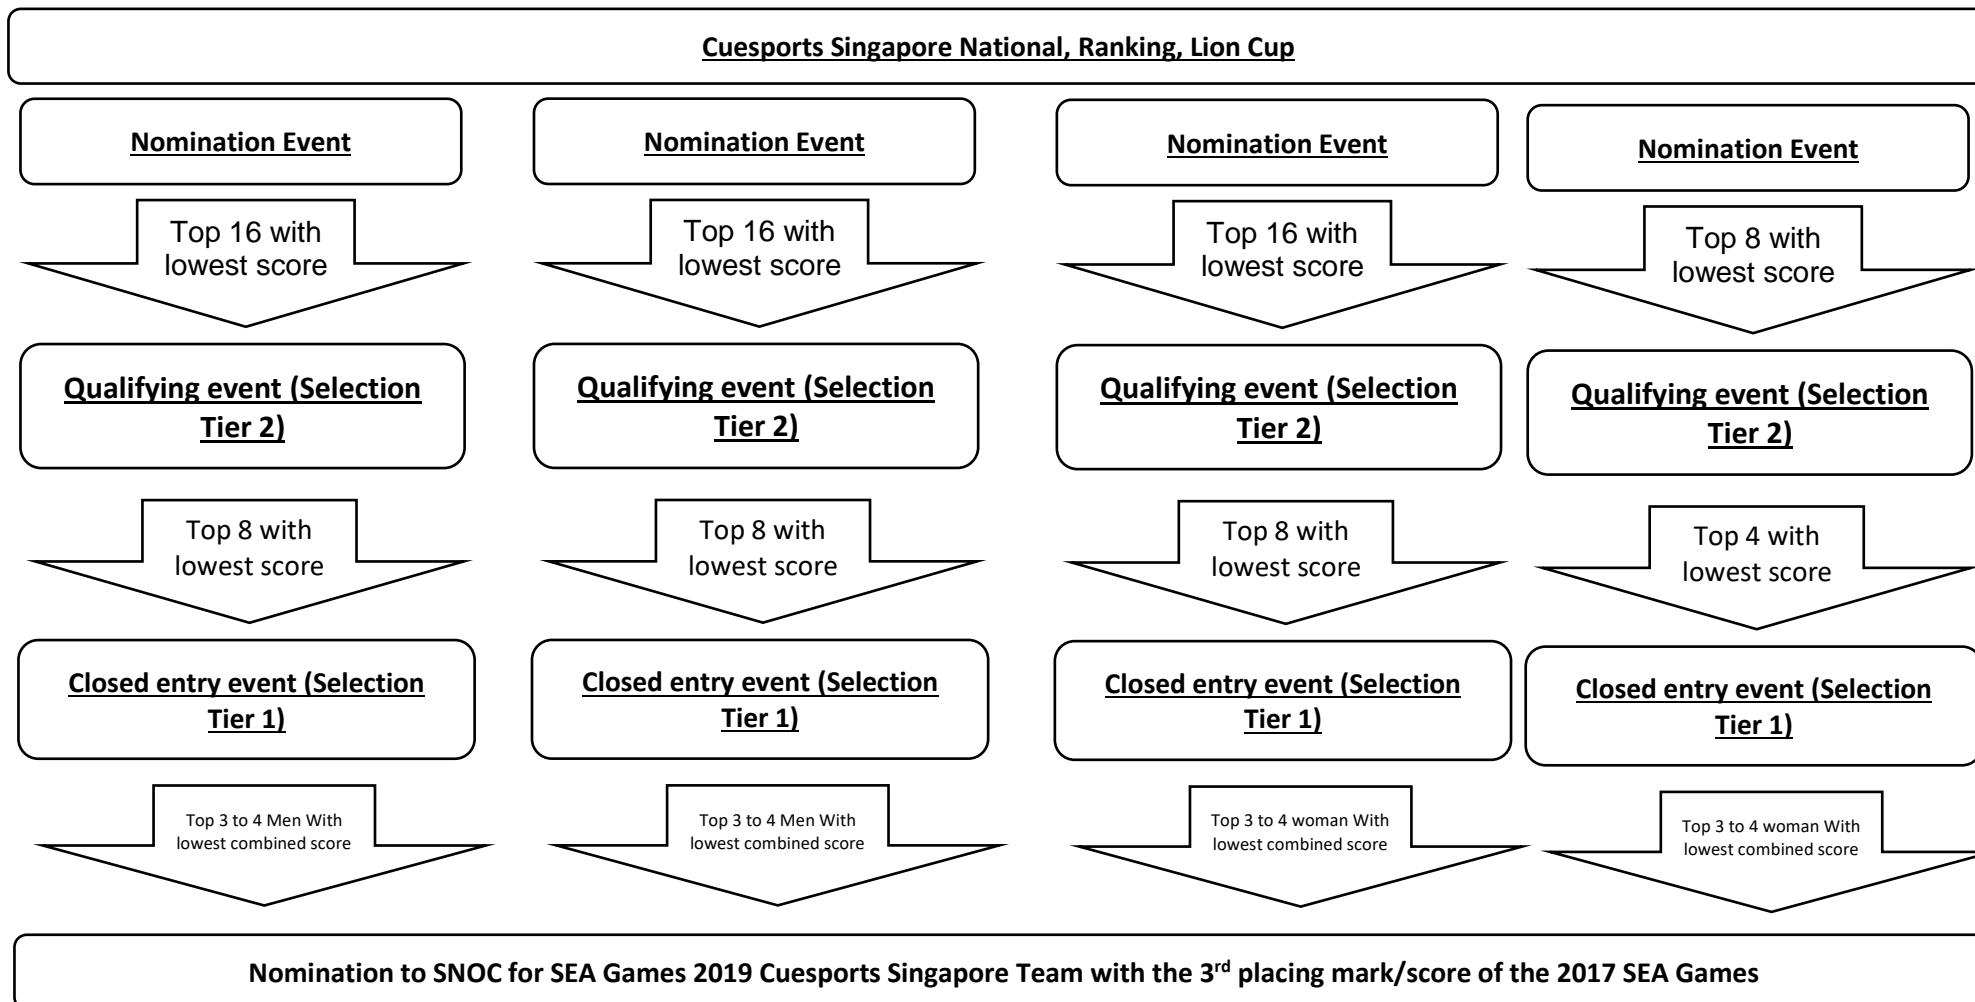 Cuesports Singapore National, Ranking, Lion Cup
Nomination Event
Nomination Event
Nomination Event
Nomination Event
Top 16 with
lowest score
Top 16 with
lowest score
Top 16 with
lowest score
Top 8 with
lowest score
Qualifying event (Selection
Tier 2)
Qualifying event (Selection
Tier 2)
Qualifying event (Selection
Tier 2)
Qualifying event (Selection
Tier 2)
Top 8 with
lowest score
Top 8 with
lowest score
Top 8 with
lowest score
Top 4 with
lowest score
Closed entry event (Selection
Tier 1)
Closed entry event (Selection
Tier 1)
Closed entry event (Selection
Tier 1)
Closed entry event (Selection
Tier 1)
Top 3 to 4 Men With
lowest combined score
Top 3 to 4 Men With
lowest combined score
Top 3 to 4 woman With
lowest combined score
Top 3 to 4 woman With
lowest combined score
Nomination to SNOC for SEA Games 2019 Cuesports Singapore Team with the 3rd placing mark/score of the 2017 SEA Games